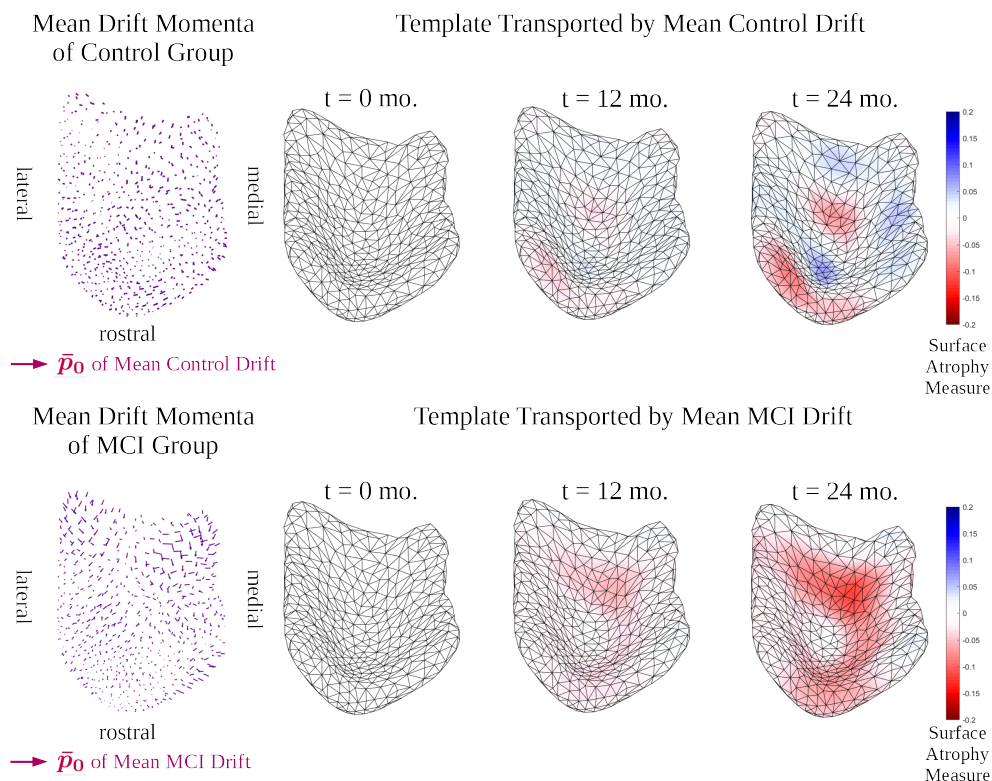 Mean Drift Momenta
of Control Group
Template Transported by Mean Control Drift
t = 0 mo.
t = 12 mo.
t = 24 mo.
lateral
medial
rostral
0.2
0.15
0.1
0.05
0
-0.05
-0.1
-0.15
-0.2
Surface
Atrophy
Measure
p̄₀ of Mean Control Drift
Mean Drift Momenta
of MCI Group
Template Transported by Mean MCI Drift
t = 0 mo.
t = 12 mo.
t = 24 mo.
lateral
medial
rostral
0.2
0.15
0.1
0.05
0
-0.05
-0.1
-0.15
-0.2
Surface
Atrophy
Measure
p̄₀ of Mean MCI Drift